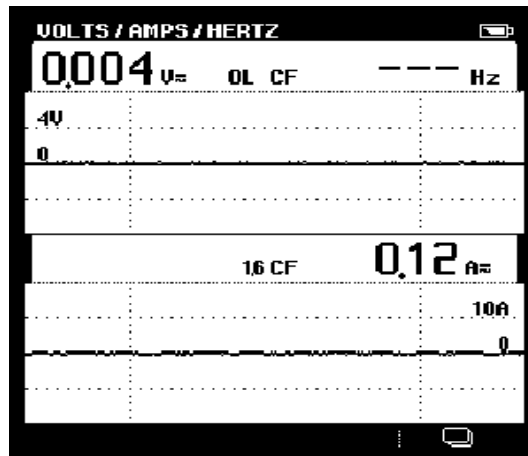 VOLTS / AMPS / HERTZ
0.004 V≂ OL CF --- Hz
4V
0
1.6 CF 0.12 A≂
10A
0